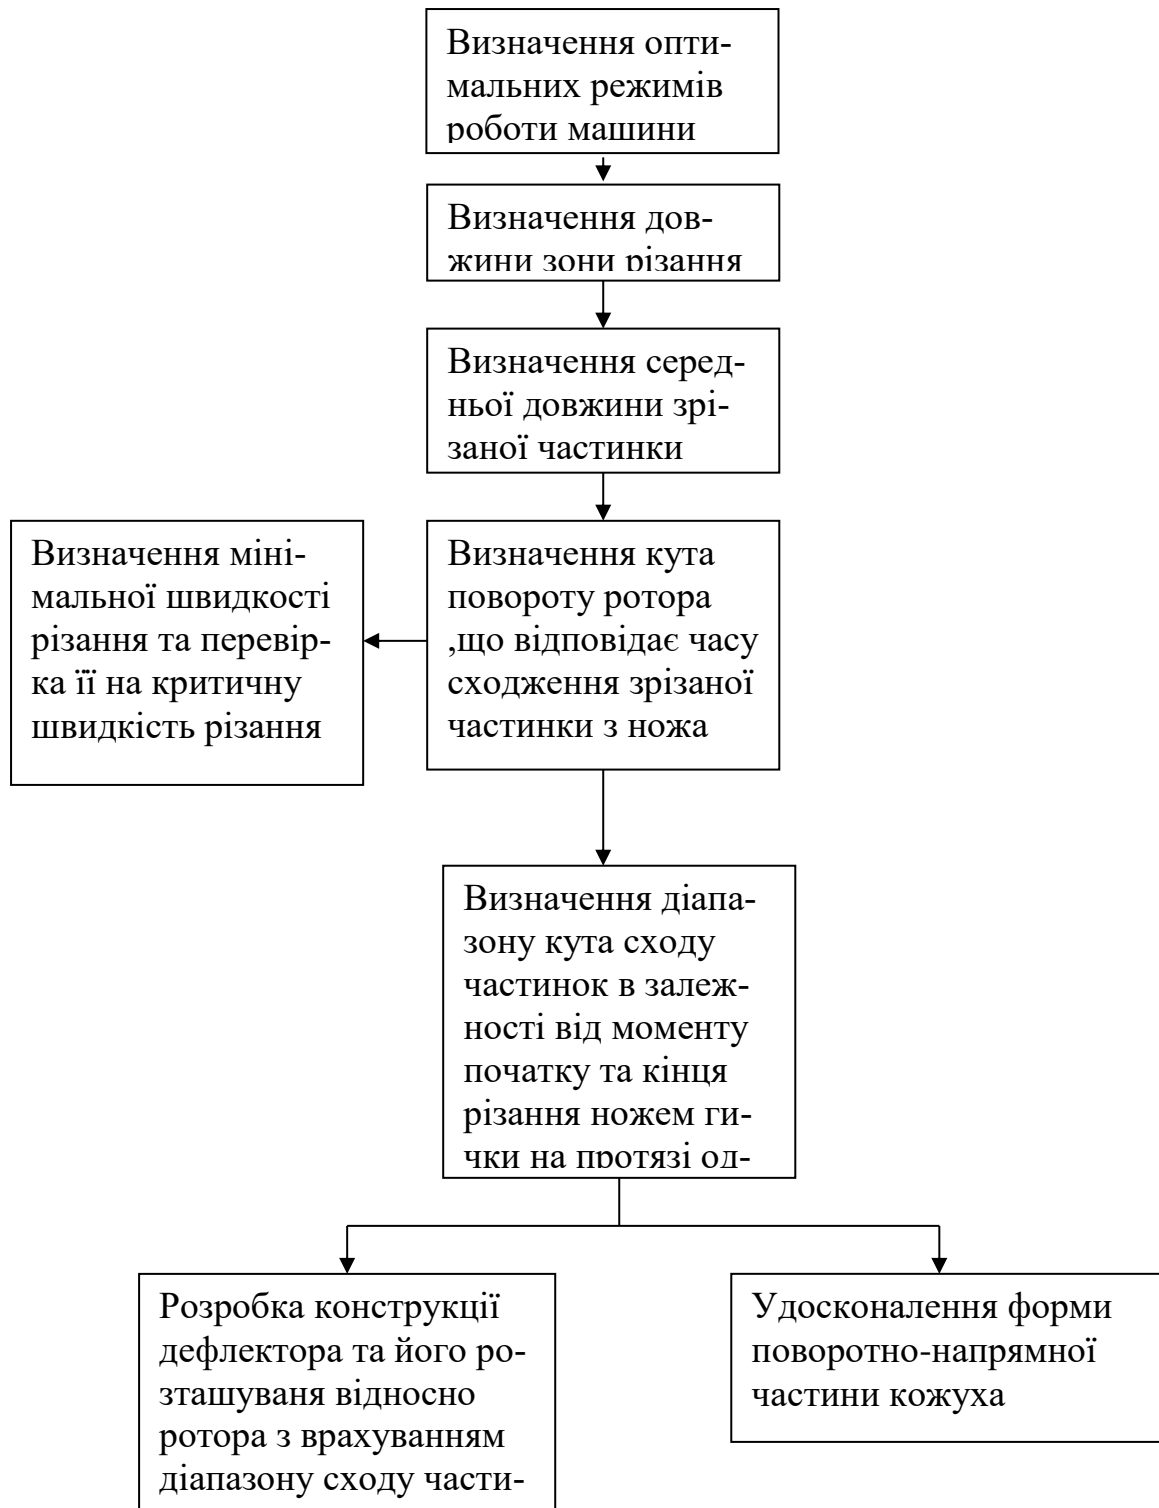 Визначення опти-
мальних режимів
роботи машини
Визначення дов-
жини зони різання
Визначення серед-
ньої довжини зрі-
заної частинки
Визначення міні-
мальної швидкості
різання та перевір-
ка її на критичну
швидкість різання
Визначення кута
повороту ротора
,що відповідає часу
сходження зрізаної
частинки з ножа
Визначення діапа-
зону кута сходу
частинок в залеж-
ності від моменту
початку та кінця
різання ножем ги-
чки на протязі од-
Розробка конструкції
дефлектора та його ро-
зташуваня відносно
ротора з врахуванням
діапазону сходу части-
Удосконалення форми
поворотно-напрямної
частини кожуха